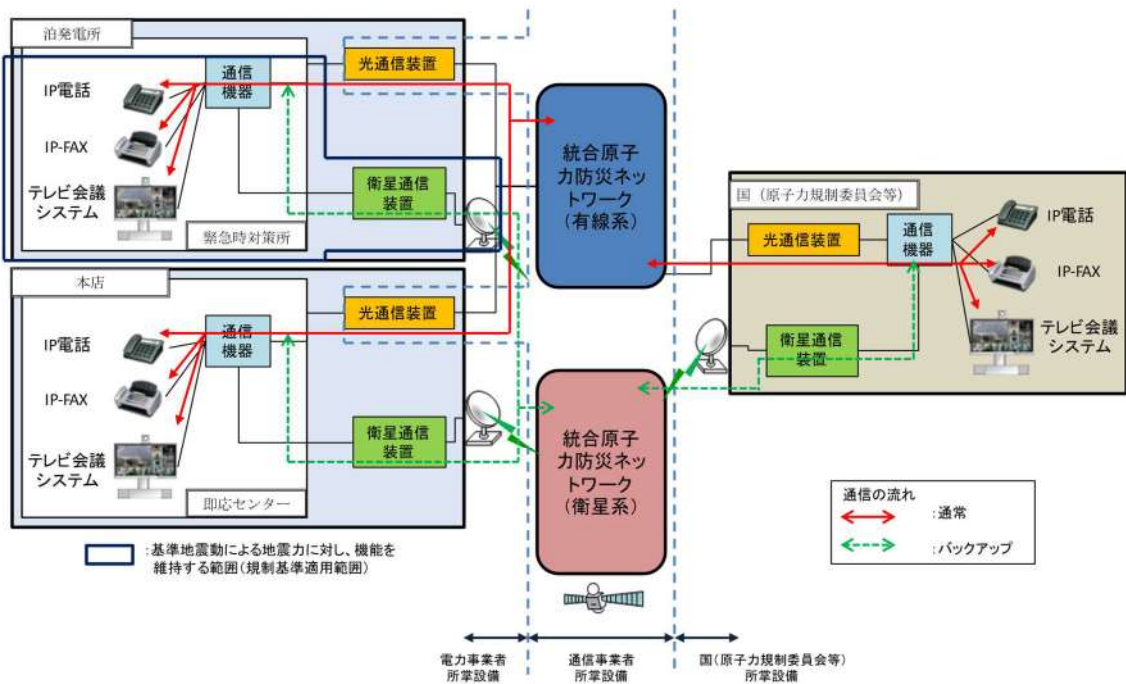 泊発電所
通信
機器
光通信装置
IP電話
IP-FAX
テレビ会議
システム
衛星通信
装置
緊急時対策所
本店
通信
機器
光通信装置
IP電話
IP-FAX
テレビ会議
システム
衛星通信
装置
即応センター
統合原子
力防災ネッ
トワーク
(有線系)
統合原子
力防災ネッ
トワーク
(衛星系)
国（原子力規制委員会等）
光通信装置
通信
機器
IP電話
IP-FAX
テレビ会議
システム
衛星通信
装置
通信の流れ
:通常
:バックアップ
:基準地震動による地震力に対し、機能を
維持する範囲(規制基準適用範囲)
電力事業者
所掌設備
通信事業者
所掌設備
国(原子力規制委員会等)
所掌設備